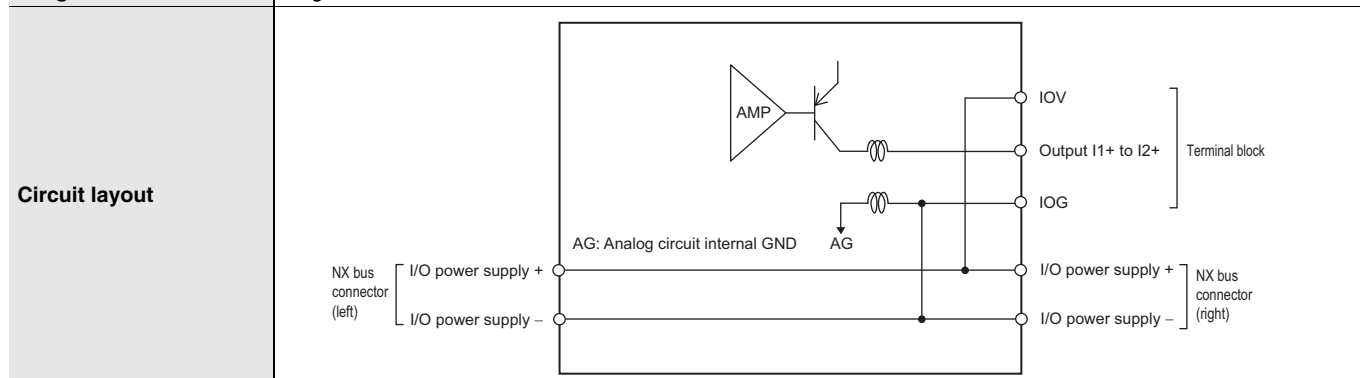 Circuit layout
AMP
IOV
Output I1+ to I2+
Terminal block
IOG
AG: Analog circuit internal GND
AG
NX bus
connector
(left)
I/O power supply +
I/O power supply –
I/O power supply +
I/O power supply –
NX bus
connector
(right)